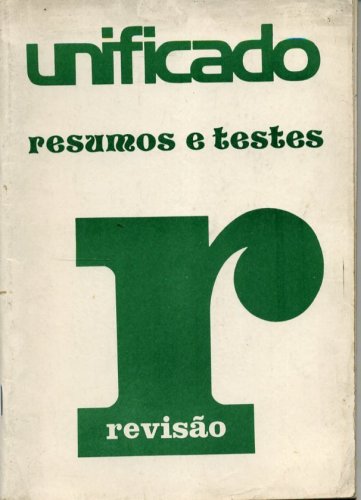 unificado
resumos e testes
r
revisão